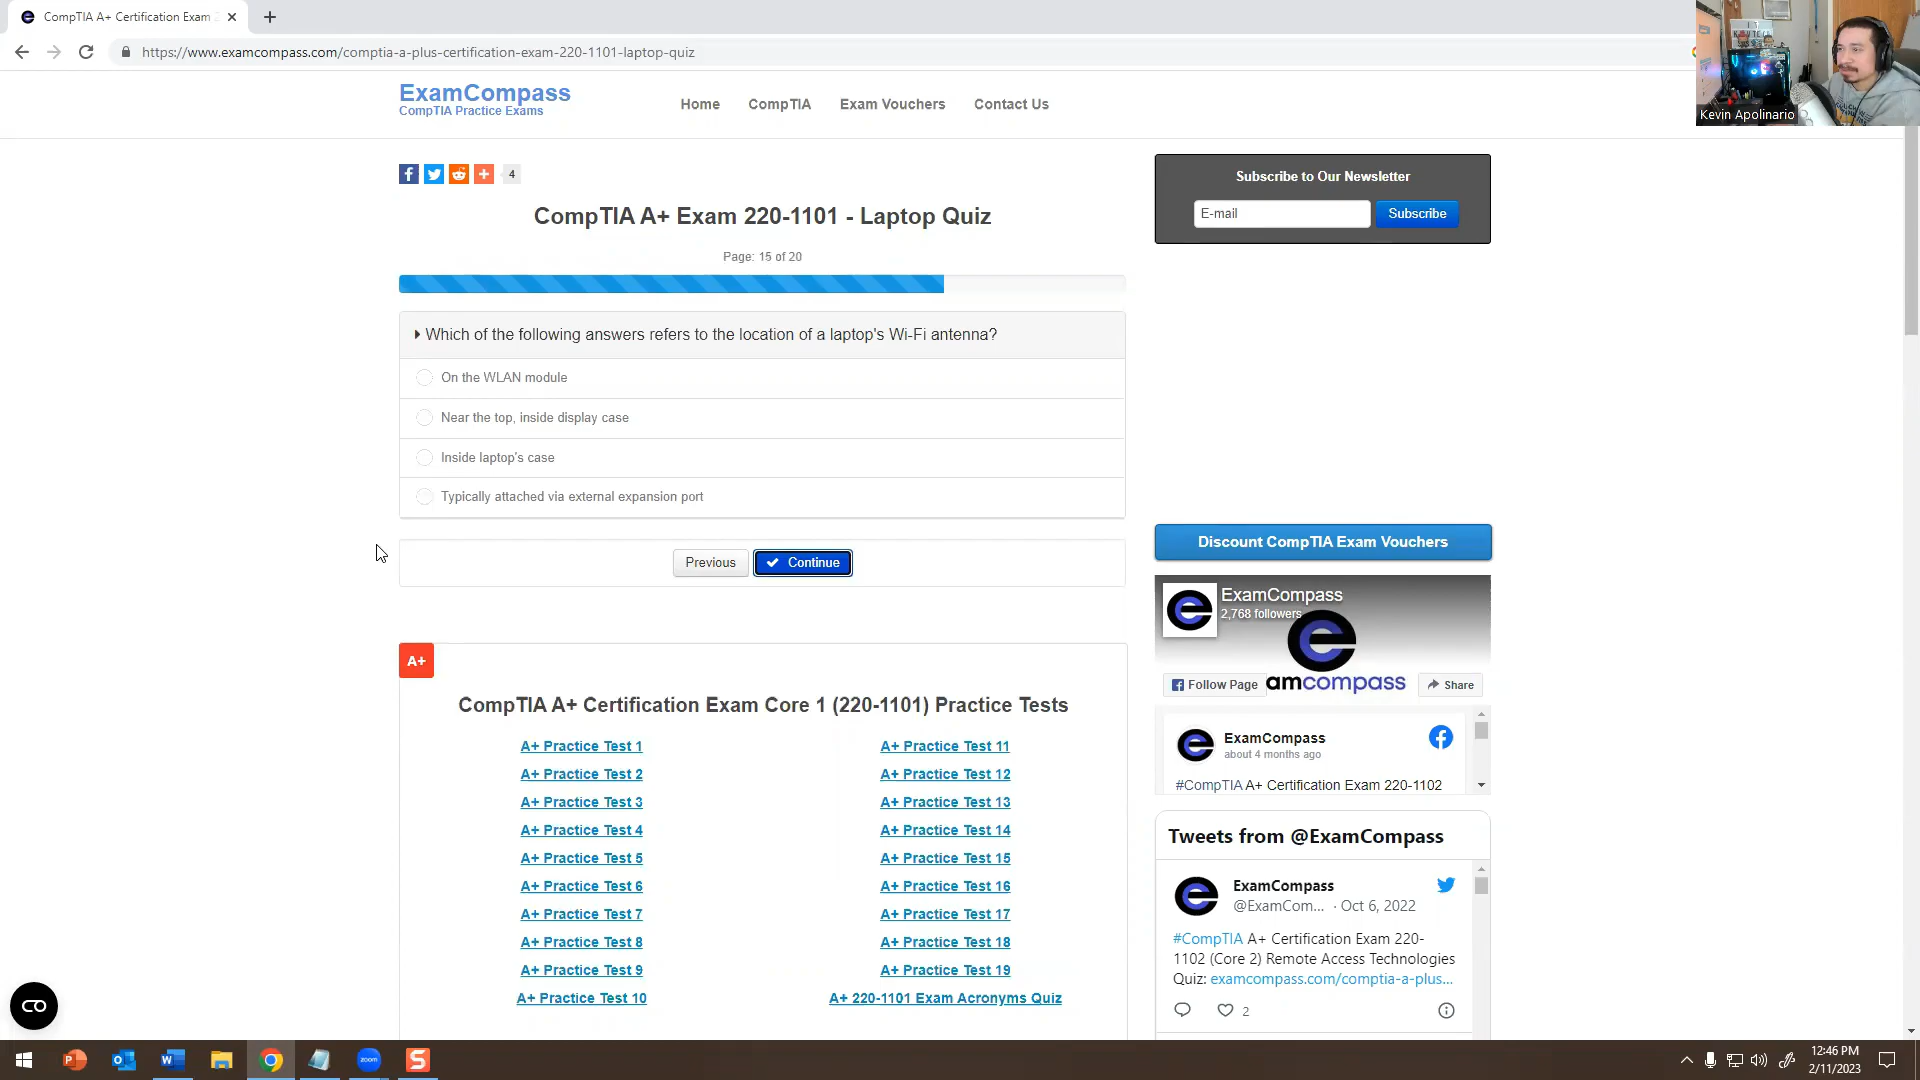 CompTIA A+ Certification Exam 2
https://www.examcompass.com/comptia-a-plus-certification-exam-220-1101-laptop-quiz
Kevin Apolinario
ExamCompass
CompTIA Practice Exams
Home
CompTIA
Exam Vouchers
Contact Us
4
CompTIA A+ Exam 220-1101 - Laptop Quiz
Page: 15 of 20
Which of the following answers refers to the location of a laptop's Wi-Fi antenna?
On the WLAN module
Near the top, inside display case
Inside laptop's case
Typically attached via external expansion port
Previous
Continue
Subscribe to Our Newsletter
E-mail
Subscribe
Discount CompTIA Exam Vouchers
ExamCompass
2,768 followers
Follow Page
amcompass
Share
ExamCompass
about 4 months ago
#CompTIA A+ Certification Exam 220-1102
Tweets from @ExamCompass
ExamCompass
@ExamCom... · Oct 6, 2022
#CompTIA A+ Certification Exam 220-
1102 (Core 2) Remote Access Technologies
Quiz: examcompass.com/comptia-a-plus...
2
A+
CompTIA A+ Certification Exam Core 1 (220-1101) Practice Tests
A+ Practice Test 1
A+ Practice Test 2
A+ Practice Test 3
A+ Practice Test 4
A+ Practice Test 5
A+ Practice Test 6
A+ Practice Test 7
A+ Practice Test 8
A+ Practice Test 9
A+ Practice Test 10
A+ Practice Test 11
A+ Practice Test 12
A+ Practice Test 13
A+ Practice Test 14
A+ Practice Test 15
A+ Practice Test 16
A+ Practice Test 17
A+ Practice Test 18
A+ Practice Test 19
A+ 220-1101 Exam Acronyms Quiz
zoom
12:46 PM
2/11/2023